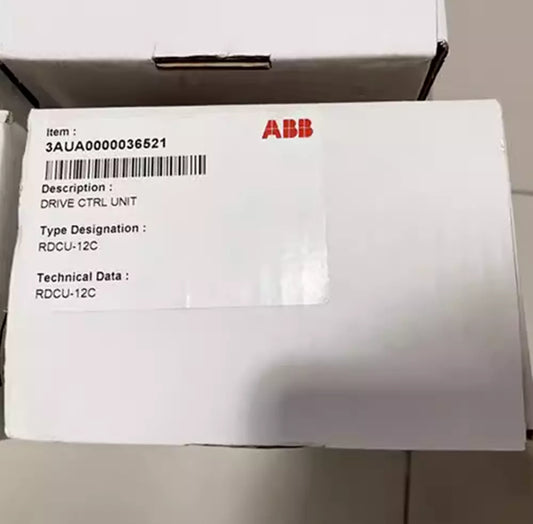 Item :
ABB
3AUA0000036521
Description :
DRIVE CTRL UNIT
Type Designation :
RDCU-12C
Technical Data :
RDCU-12C